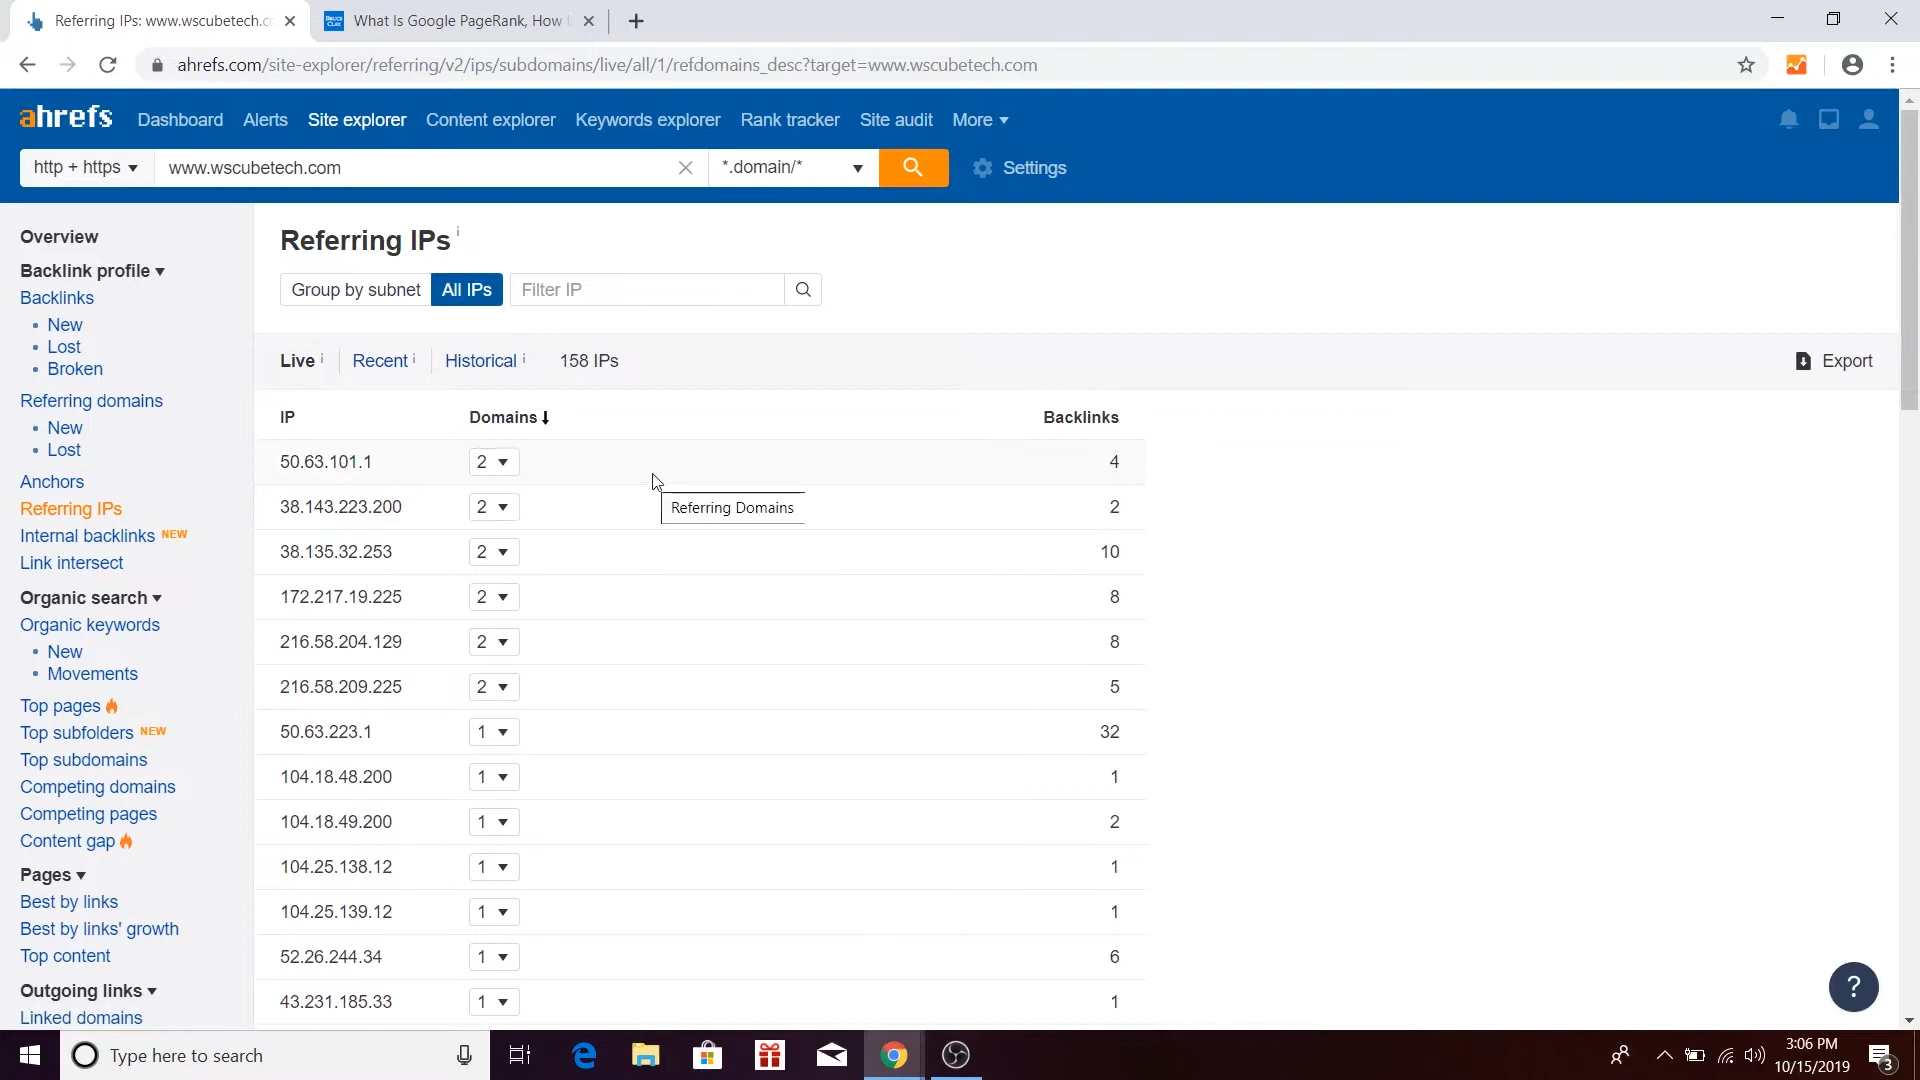 Referring IPs: www.wscubetech.c
What Is Google PageRank, How
ahrefs.com/site-explorer/referring/v2/ips/subdomains/live/all/1/refdomains_desc?target=www.wscubetech.com
ahrefs
Dashboard Alerts Site explorer Content explorer Keywords explorer Rank tracker Site audit More
http + https www.wscubetech.com *.domain/* Settings
Overview
Backlink profile
Backlinks
New
Lost
Broken
Referring domains
New
Lost
Anchors
Referring IPs
Internal backlinks NEW
Link intersect
Organic search
Organic keywords
New
Movements
Top pages
Top subfolders NEW
Top subdomains
Competing domains
Competing pages
Content gap
Pages
Best by links
Best by links' growth
Top content
Outgoing links
Linked domains
Referring IPs i
Group by subnet All IPs Filter IP
Live i Recent i Historical i 158 IPs Export
IP Domains Backlinks
50.63.101.1 2 4
Referring Domains
38.143.223.200 2 2
38.135.32.253 2 10
172.217.19.225 2 8
216.58.204.129 2 8
216.58.209.225 2 5
50.63.223.1 1 32
104.18.48.200 1 1
104.18.49.200 1 2
104.25.138.12 1 1
104.25.139.12 1 1
52.26.244.34 1 6
43.231.185.33 1 1
?
Type here to search
3:06 PM
10/15/2019
3